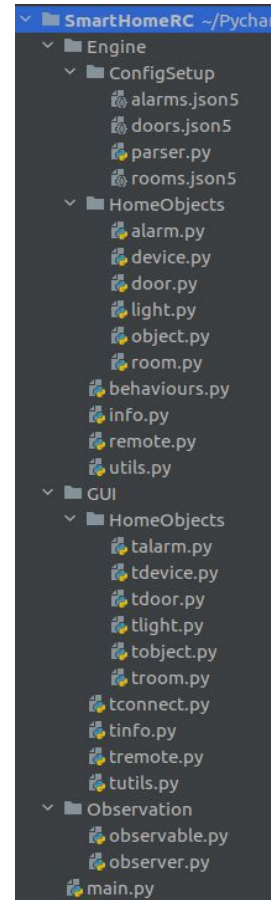 SmartHomeRC ~/Pychar
Engine
ConfigSetup
alarms.json5
doors.json5
parser.py
rooms.json5
HomeObjects
alarm.py
device.py
door.py
light.py
object.py
room.py
behaviours.py
info.py
remote.py
utils.py
GUI
HomeObjects
talarm.py
tdevice.py
tdoor.py
tlight.py
tobject.py
troom.py
tconnect.py
tinfo.py
tremote.py
tutils.py
Observation
observable.py
observer.py
main.py